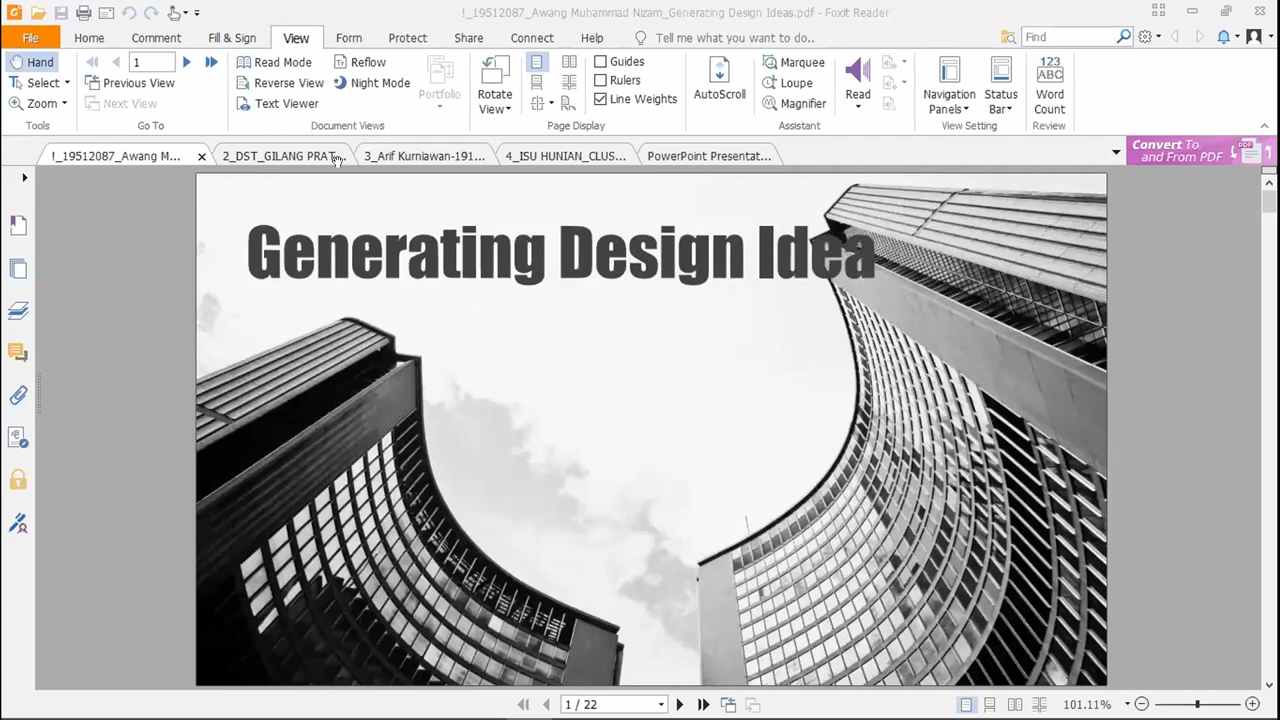 !_19512087_Awang Muhammad Nizam_Generating Design Ideas.pdf - Foxit Reader
File Home Comment Fill & Sign View Form Protect Share Connect Help Tell me what you want to do.. Find
Hand 1 Read Mode Reflow Guides Marquee
Select Previous View Reverse View Night Mode Rulers Loupe
Zoom Next View Text Viewer Line Weights Magnifier
Portfolio Rotate View AutoScroll Read Navigation Panels Status Bar 123 ABC Word Count
Tools Go To Document Views Page Display Assistant View Setting Review
!_19512087_Awang M... 2_DST_GILANG PRAT... 3_Arif Kurniawan-191... 4_ISU HUNIAN_CLUS... PowerPoint Presentat...
Convert To and From PDF PDF
Generating Design Idea
1 / 22 101.11%